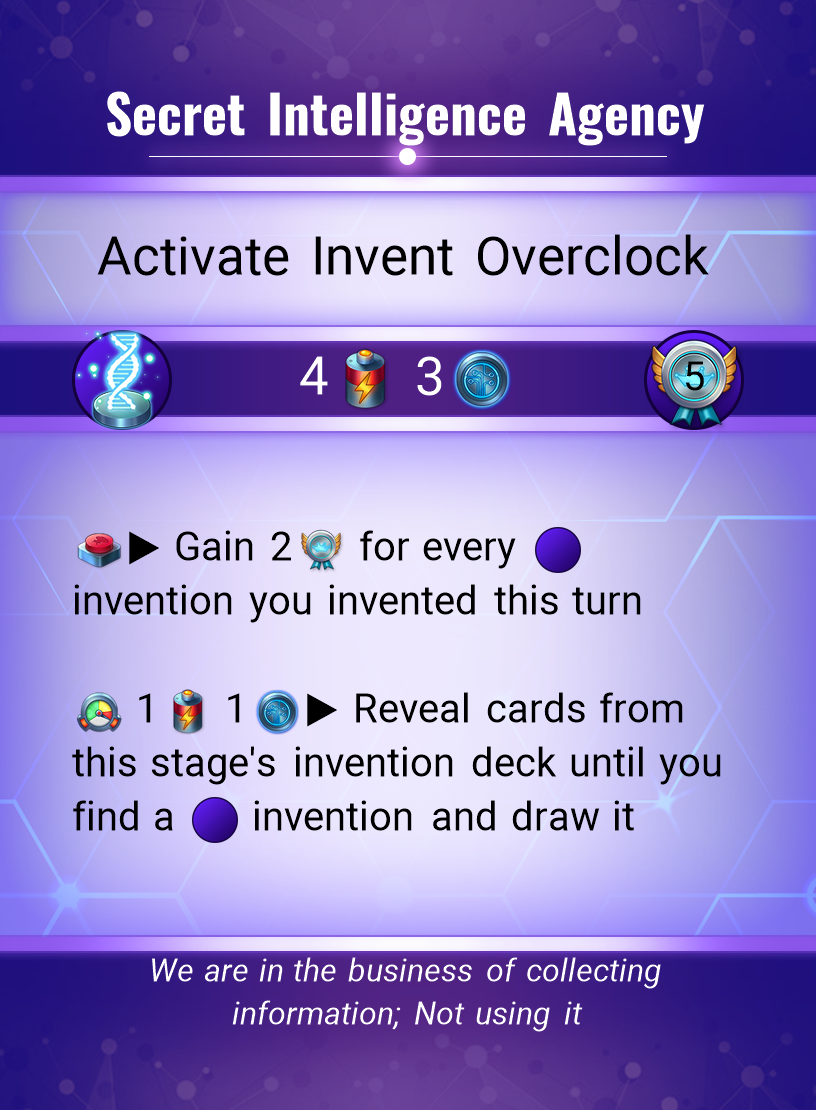 Secret Intelligence Agency
Activate Invent Overclock
4 3 5
Gain 2 for every
invention you invented this turn
1 1 Reveal cards from
this stage's invention deck until you
find a invention and draw it
We are in the business of collecting
information; Not using it